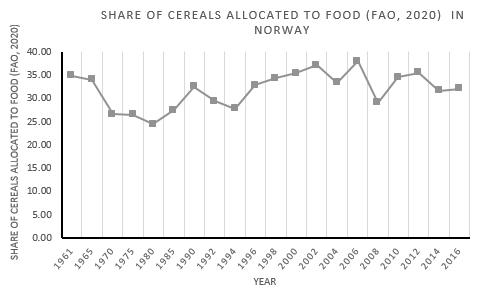 SHARE OF CEREALS ALLOCATED TO FOOD (FAO, 2020) IN
NORWAY
SHARE OF CEREALS ALLOCATED TO FOOD (FAO, 2020)
40.00
35.00
30.00
25.00
20.00
15.00
10.00
5.00
0.00
1961 1965 1970 1975 1980 1985 1990 1992 1994 1996 1998 2000 2002 2004 2006 2008 2010 2012 2014 2016
YEAR